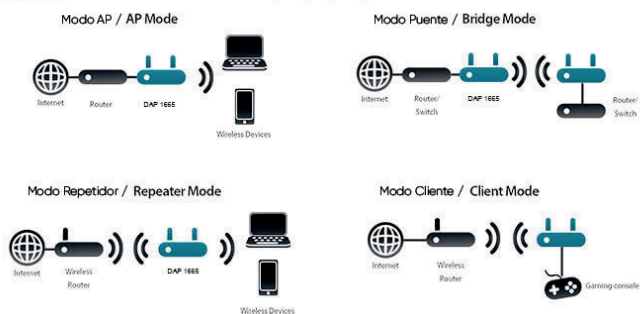 Modo AP / AP Mode
Internet
Router
DAP 1665
Wireless Devices
Modo Puente / Bridge Mode
Internet
Router/
Switch
DAP 1665
Router/
Switch
Modo Repetidor / Repeater Mode
Internet
Wireless
Router
DAP 1665
Wireless Devices
Modo Cliente / Client Mode
Internet
Wireless
Router
Gaming console